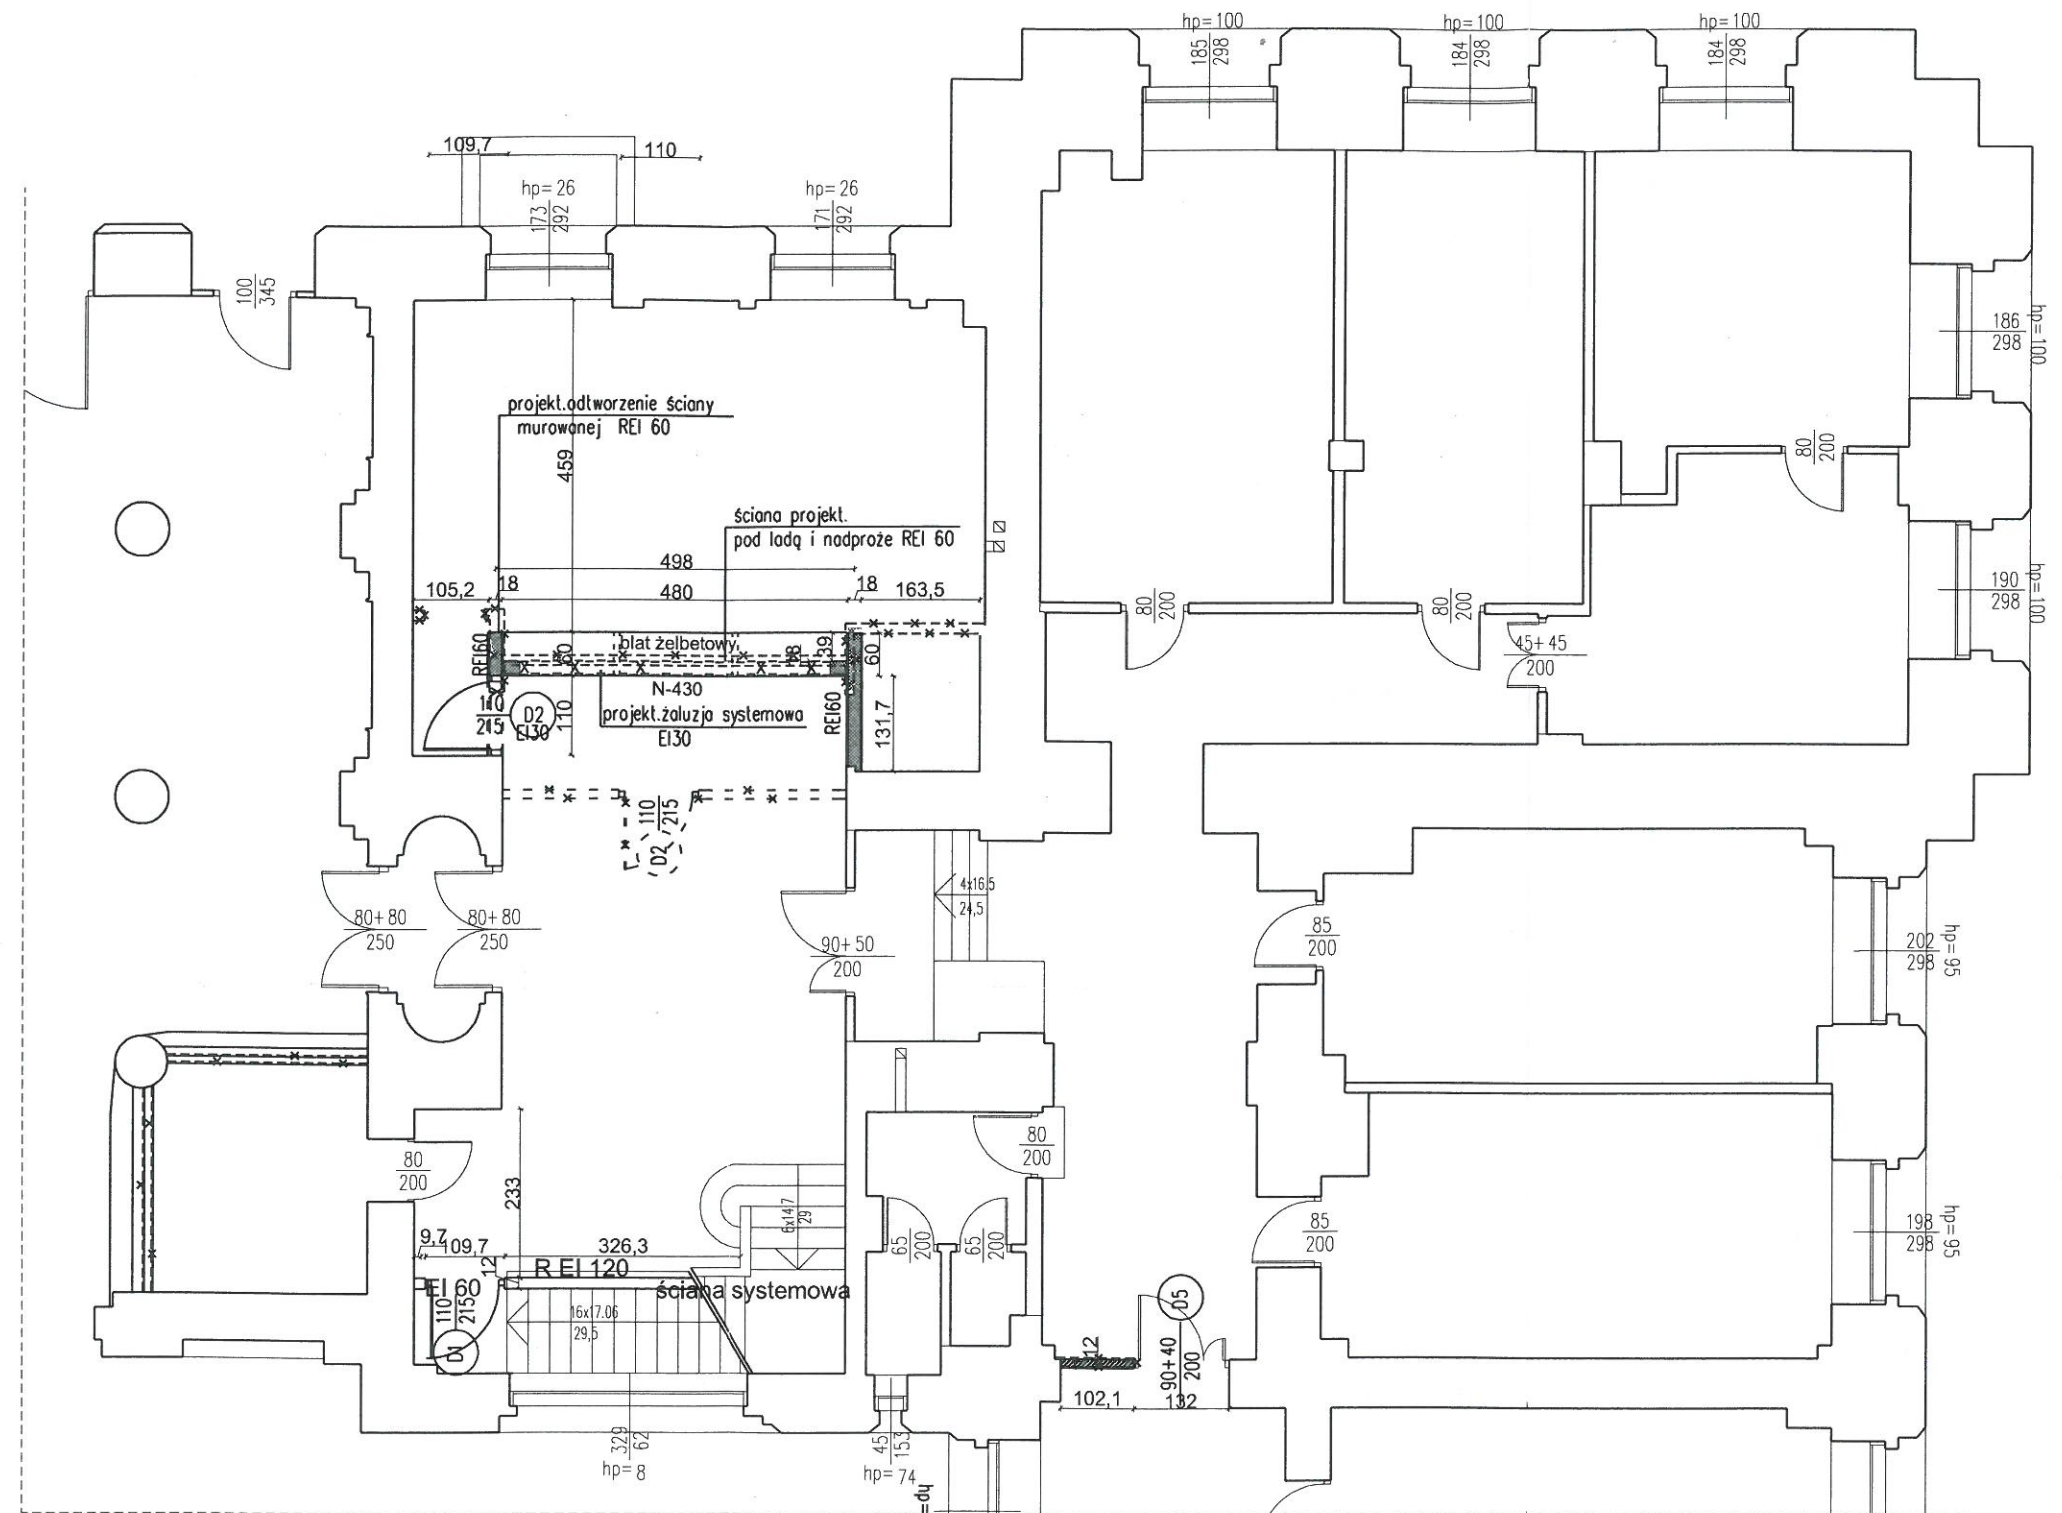 hp= 100
185
298
hp= 100
184
298
hp= 100
184
298
109,7
110
hp= 26
173
292
hp= 26
171
292
100
345
186
298
hp= 100
projekt.odtworzenie ściany
murowanej REI 60
459
80
200
ściana projekt.
pod ladą i nadproże REI 60
498
105,2
18
480
18
163,5
190
298
hp= 100
80
200
80
200
45+ 45
200
REI60
60
blat żelbetowy
18
39
60
N-430
110
215
D2
EI30
110
projekt.żaluzja systemowa
EI30
REI60
131,7
110
215
D2
4x16.5
24,5
80+ 80
250
80+ 80
250
90+ 50
200
85
200
202
298
hp= 95
80
200
80
200
233
6x14.7
29
65
200
65
200
85
200
198
298
hp= 95
9,7
109,7
326,3
12
R EI 120
EI 60
ściana systemowa
110
215
D1
16x17.06
29,5
D5
12
90+40
200
102,1
132
329
62
hp= 8
45
153
hp= 74
hp=